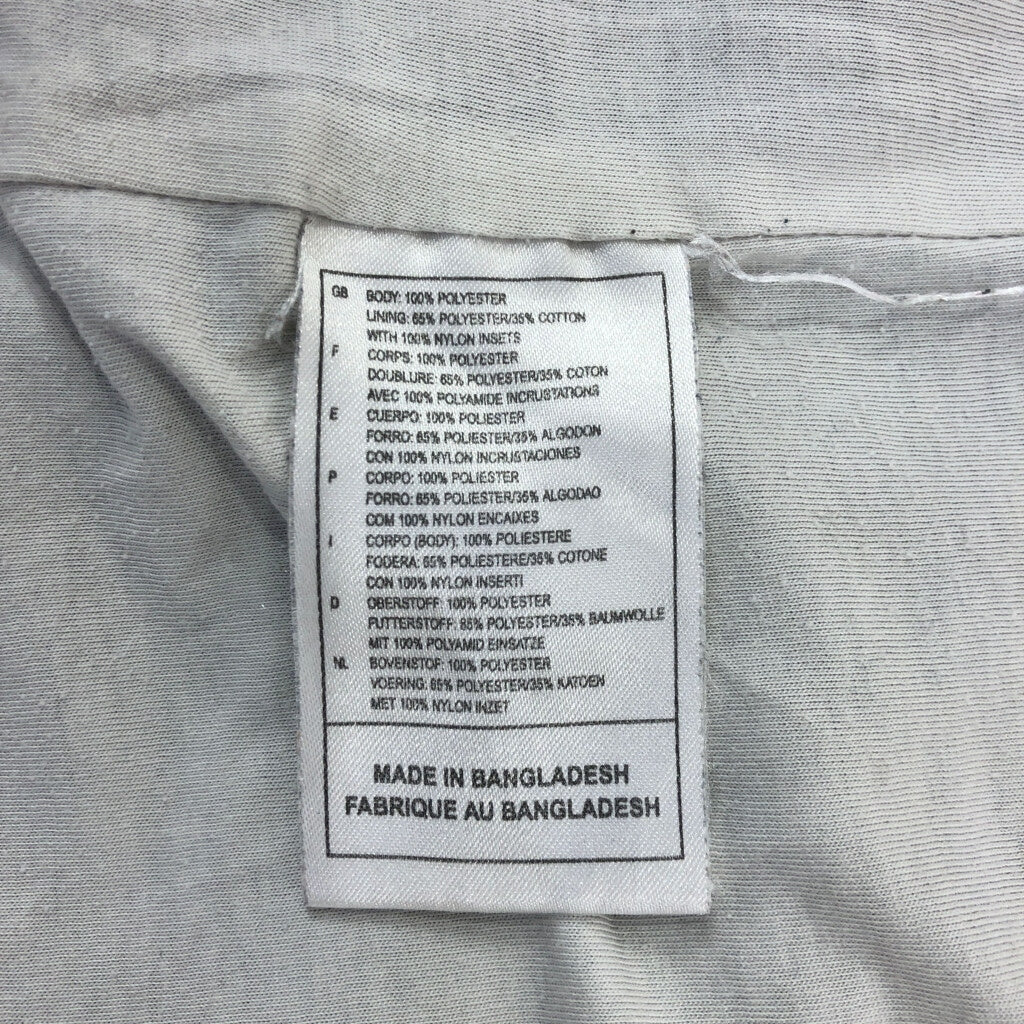 GB BODY: 100% POLYESTER
LINING: 65% POLYESTER/35% COTTON
WITH 100% NYLON INSETS
F CORPS: 100% POLYESTER
DOUBLURE: 65% POLYESTER/35% COTON
AVEC 100% POLYAMIDE INCRUSTATIONS
E CUERPO: 100% POLIESTER
FORRO: 65% POLIESTER/35% ALGODON
CON 100% NYLON INCRUSTACIONES
P CORPO: 100% POLIESTER
FORRO: 65% POLIESTER/35% ALGODAO
COM 100% NYLON ENCAIXES
I CORPO (BODY): 100% POLIESTERE
FODERA: 65% POLIESTERE/35% COTONE
CON 100% NYLON INSERTI
D OBERSTOFF: 100% POLYESTER
FUTTERSTOFF: 65% POLYESTER/35% BAUMWOLLE
MIT 100% POLYAMID EINSATZE
NL BOVENSTOF: 100% POLYESTER
VOERING: 65% POLYESTER/35% KATOEN
MET 100% NYLON INZET
MADE IN BANGLADESH
FABRIQUE AU BANGLADESH